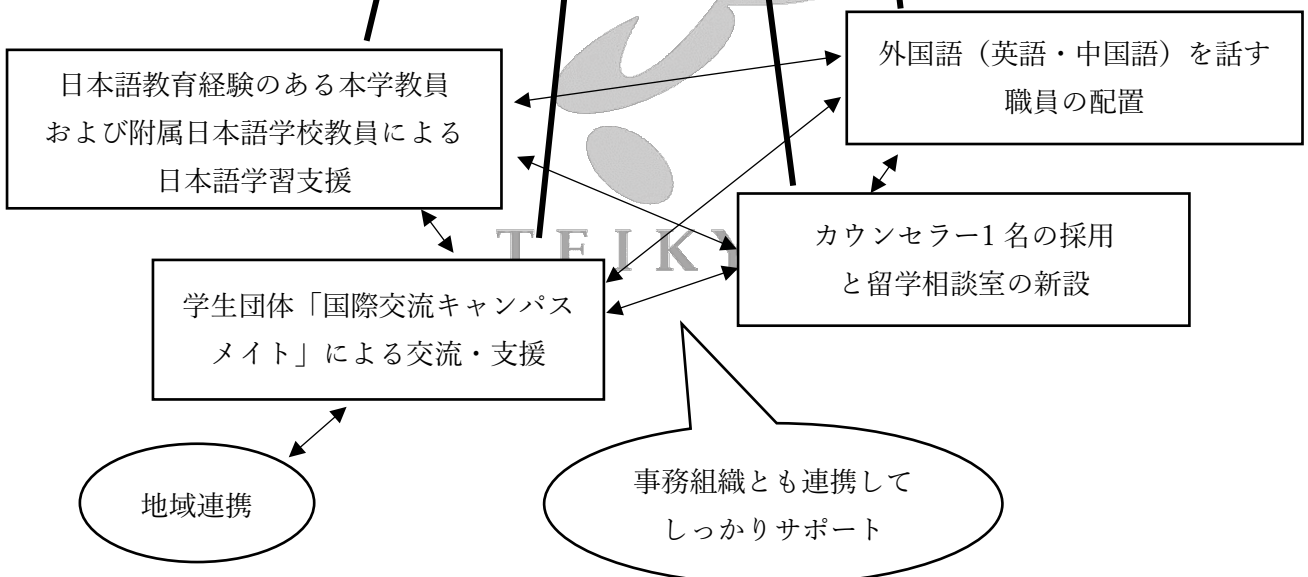 外国語（英語・中国語）を話す
職員の配置
日本語教育経験のある本学教員
および附属日本語学校教員による
日本語学習支援
カウンセラー1 名の採用
と留学相談室の新設
TEIKY
学生団体「国際交流キャンパス
メイト」による交流・支援
事務組織とも連携して
しっかりサポート
地域連携